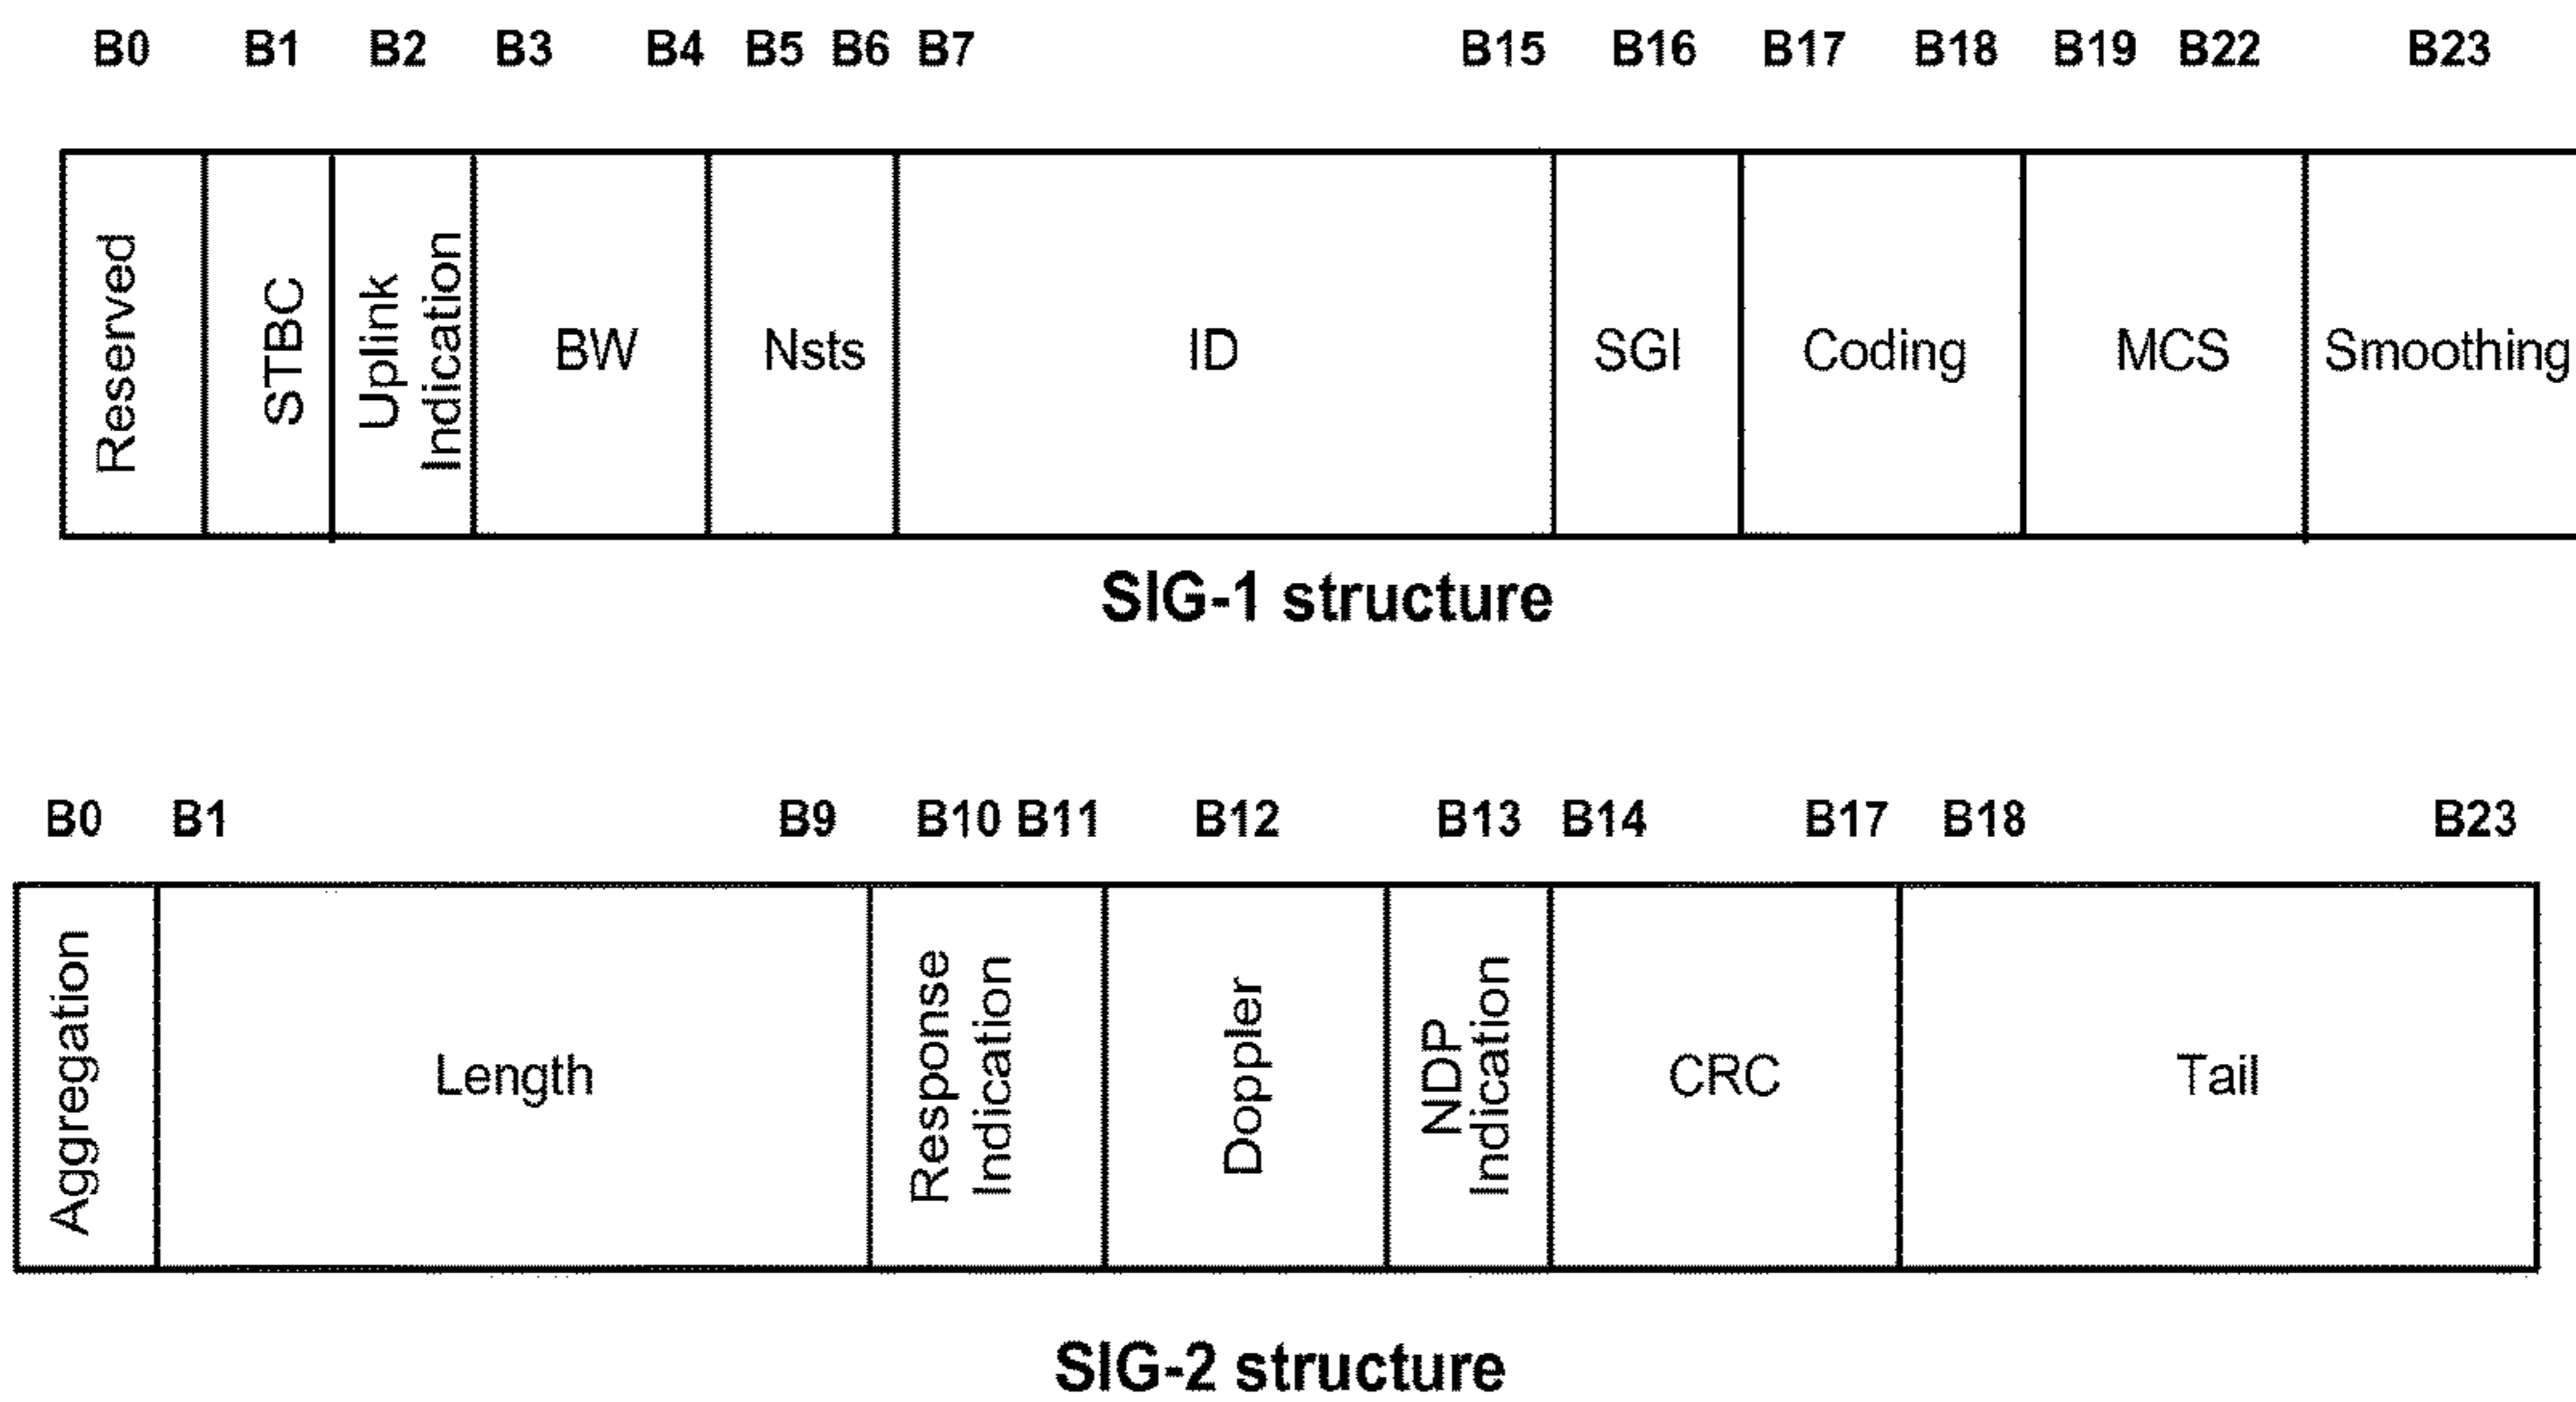 B0 B1 B2 B3 B4 B5 B6 B7 B15 B16 B17 B18 B19 B22 B23
Reserved
STBC
Uplink
Indication
BW
Nsts
ID
SGI
Coding
MCS
Smoothing
SIG-1 structure
B0 B1 B9 B10 B11 B12 B13 B14 B17 B18 B23
Aggregation
Length
Response
Indication
Doppler
NDP
Indication
CRC
Tail
SIG-2 structure